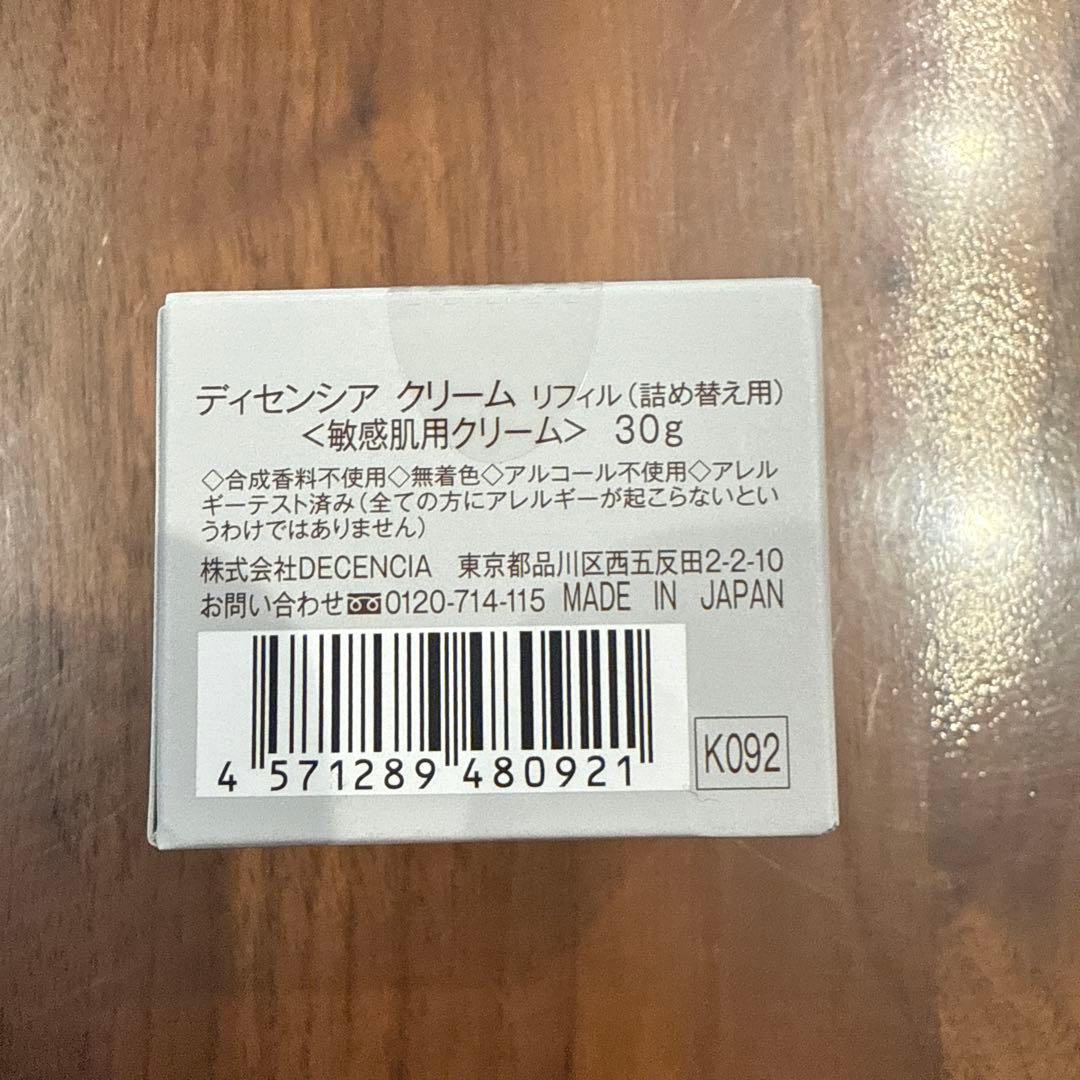 ディセンシア クリーム リフィル（詰め替え用）
＜敏感肌用クリーム＞ 30g
◇合成香料不使用◇無着色◇アルコール不使用◇アレル
ギーテスト済み（全ての方にアレルギーが起こらないとい
うわけではありません）
株式会社DECENCIA 東京都品川区西五反田2-2-10
お問い合わせ 0120-714-115 MADE IN JAPAN
4 571289 480921
K092